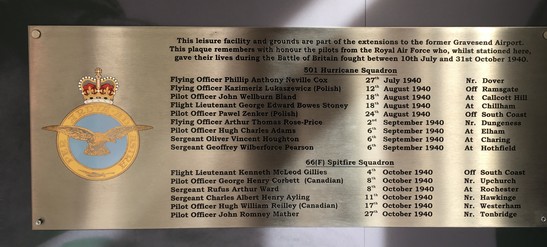 This leisure facility and grounds are part of the extensions to the former Gravesend Airport.
This plaque remembers with honour the pilots from the Royal Air Force who, whilst stationed here,
gave their lives during the Battle of Britain fought between 10th July and 31st October 1940.
501 Hurricane Squadron
Flying Officer Phillip Anthony Neville Cox 27th July 1940 Nr. Dover
Flying Officer Kazimerir Lukaszewicz (Polish) 12th August 1940 Off Ramsgate
Pilot Officer John Wellburn Bland 18th August 1940 At Calicott Hill
Flight Lieutenant George Edward Bowes Stoney 18th August 1940 At Chillham
Pilot Officer Pawel Zenker (Polish) 24th August 1940 Off South Coast
Flying Officer Arthur Thomas Rose-Price 2nd September 1940 Nr. Dungeness
Pilot Officer Hugh Charles Adams 6th September 1940 At Elham
Sergeant Oliver Vincent Houghton 6th September 1940 At Charing
Sergeant Geoffrey Wilberforce Pearson 6th September 1940 At Hothfield
66(F) Spitfire Squadron
Flight Lieutenant Kenneth McLeod Gillies 4th October 1940 Off South Coast
Pilot Officer George Henry Corbett (Canadian) 8th October 1940 Nr. Upchurch
Sergeant Rufus Arthur Ward 8th October 1940 At Rochester
Sergeant Charles Albert Henry Ayling 11th October 1940 Nr. Hawkinge
Pilot Officer Hugh William Reilley (Canadian) 17th October 1940 Nr. Westerham
Pilot Officer John Romney Mather 27th October 1940 Nr. Tonbridge